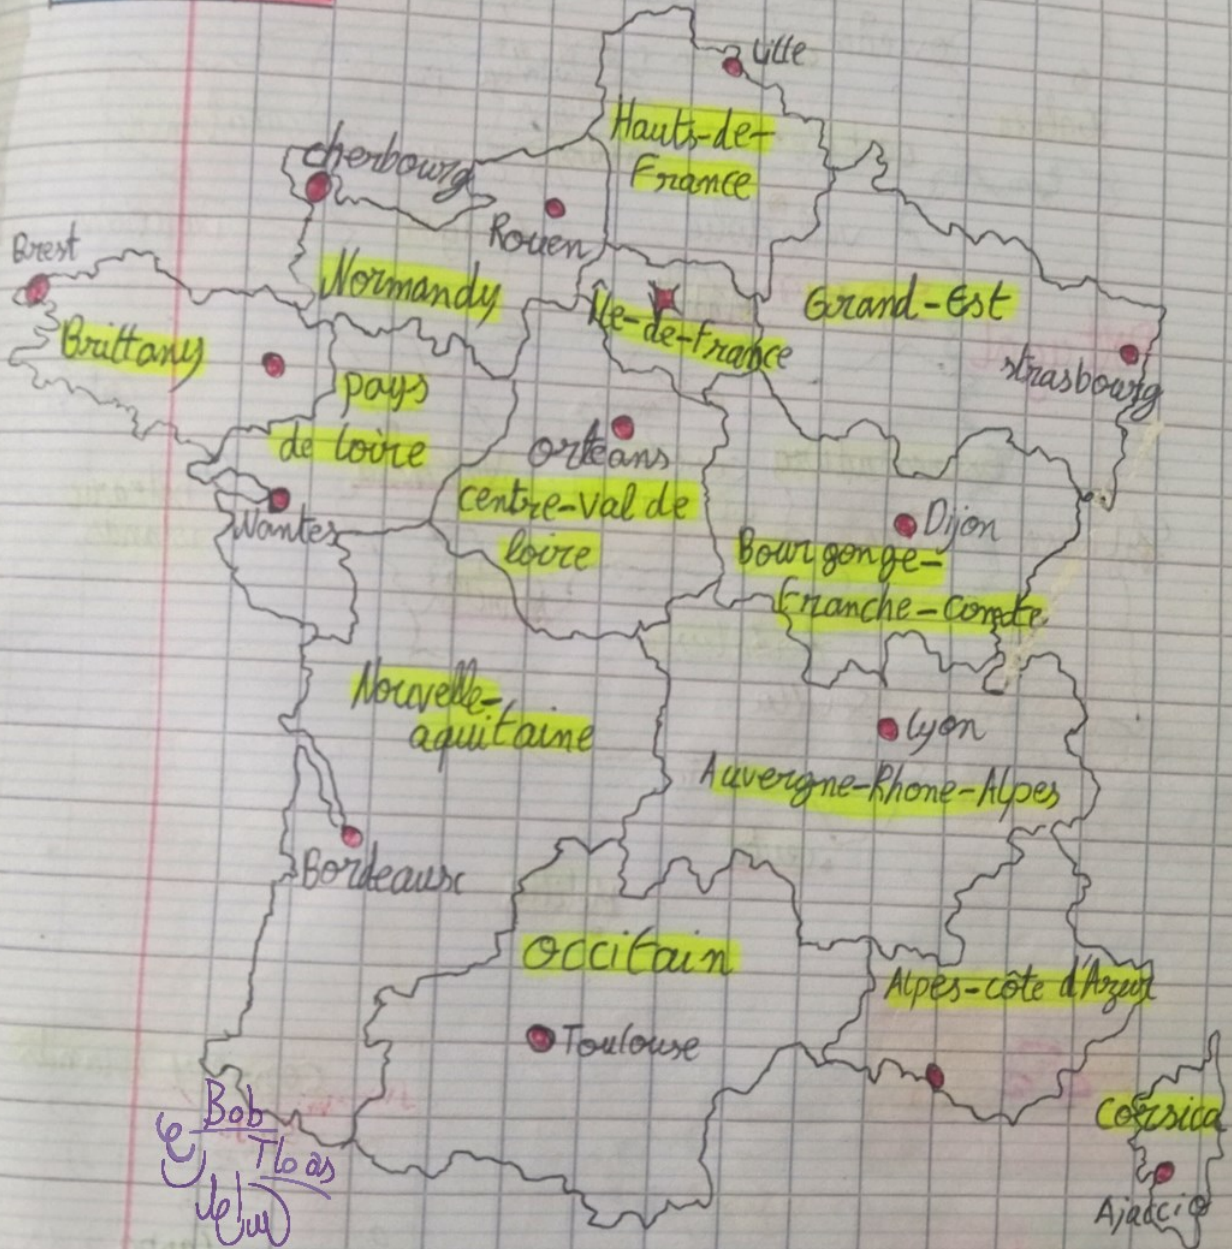 Lille
Hauts-de-
France
Cherbourg
Rouen
Brest
Normandy
Île-de-france
Grand-Est
Brittany
strasbourg
pays
de loire
orleans
centre-val de
loire
Nantes
Dijon
Bourgonge-
Franche-Comte
Nouvelle-
aquitaine
Lyon
Auvergne-Rhone-Alpes
Bordeaux
Occitain
Alpes-côte d'Azur
Toulouse
Corsica
Ajaccio
Bob